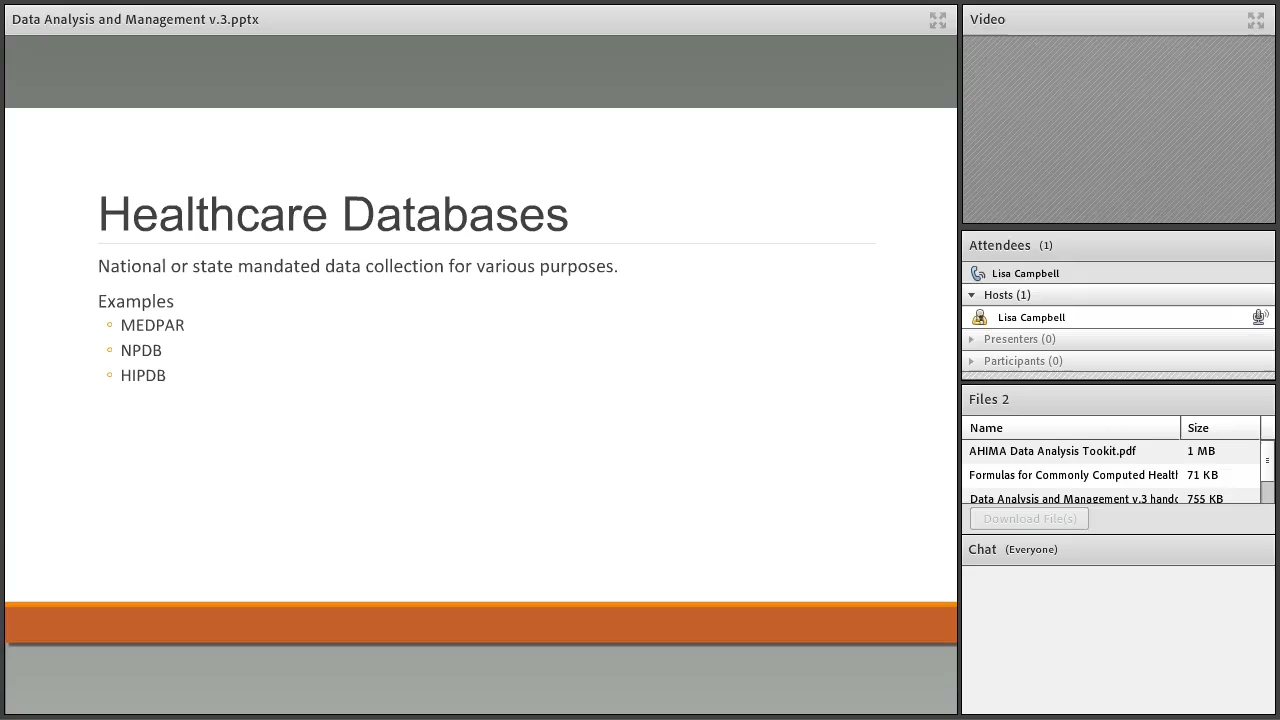 Data Analysis and Management v.3.pptx
Healthcare Databases
National or state mandated data collection for various purposes.
Examples
MEDPAR
NPDB
HIPDB
Video
Attendees (1)
Lisa Campbell
Hosts (1)
Lisa Campbell
Presenters (0)
Participants (0)
Files 2
Name Size
AHIMA Data Analysis Tookit.pdf 1 MB
Formulas for Commonly Computed Healtl 71 KB
Data Analysis and Management v.3 handc 755 KB
Download File(s)
Chat (Everyone)